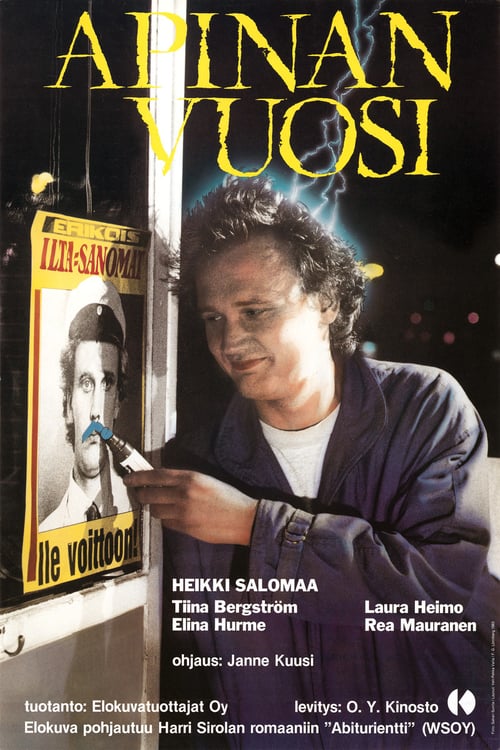 APINAN
VUOSI
ERIKOIS
ILTA-SANOMAT
lle voittoon!
HEIKKI SALOMAA
Tiina Bergström Laura Heimo
Elina Hurme Rea Mauranen
ohjaus: Janne Kuusi
tuotanto: Elokuvatuottajat Oy levitys: O. Y. Kinosto
Elokuva pohjautuu Harri Sirolan romaaniin "Abiturientti" (WSOY)